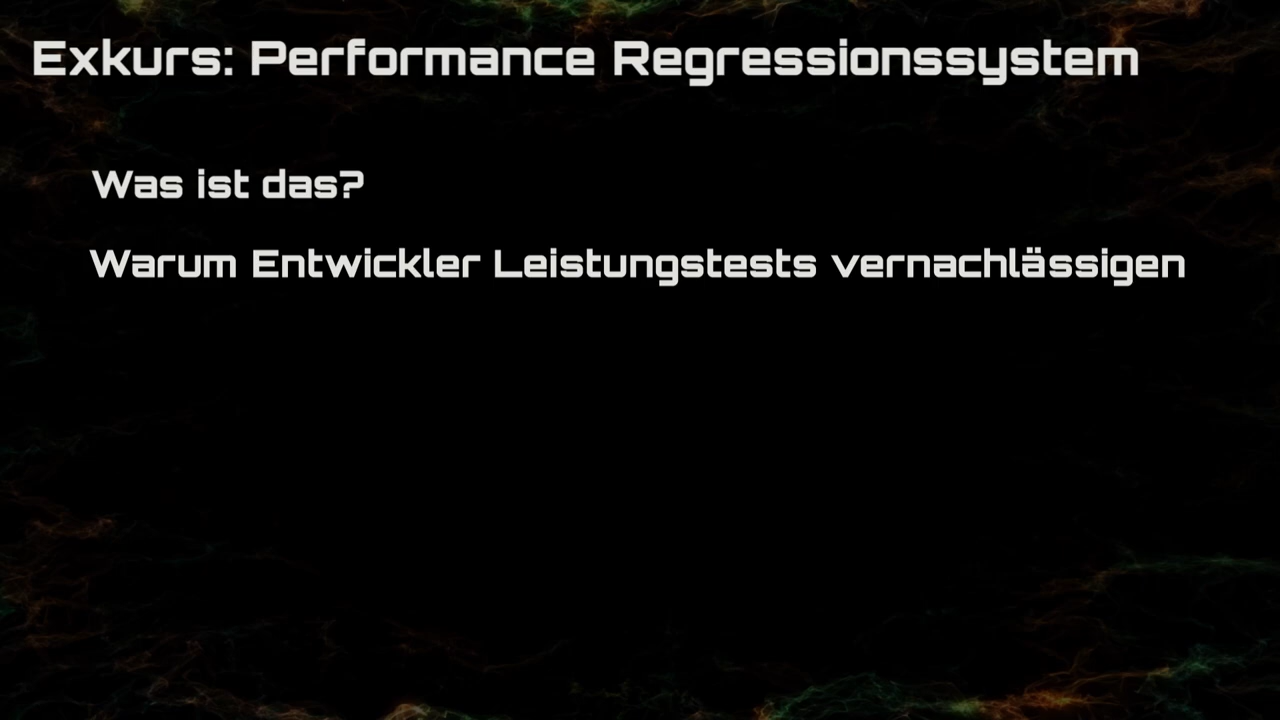 Exkurs: Performance Regressionssystem
Was ist das?
Warum Entwickler Leistungstests vernachlässigen